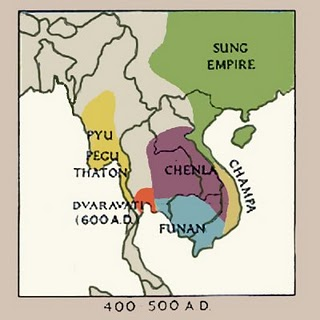 SUNG
EMPIRE
PYU
PEGU
THATON
CHENLA
CHAMPA
DVARAVATI
(600 A.D.)
FUNAN
400 500 A D.